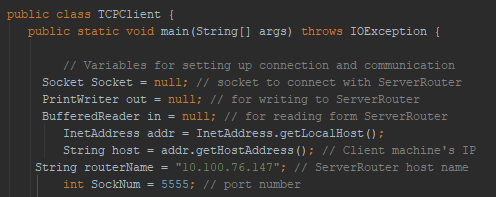 public class TCPClient {
public static void main(String[] args) throws IOException {
// Variables for setting up connection and communication
Socket Socket = null; // socket to connect with ServerRouter
PrintWriter out = null; // for writing to ServerRouter
BufferedReader in = null; // for reading form ServerRouter
InetAddress addr = InetAddress.getLocalHost();
String host = addr.getHostAddress(); // Client machine's IP
String routerName = "10.100.76.147"; // ServerRouter host name
int SockNum = 5555; // port number